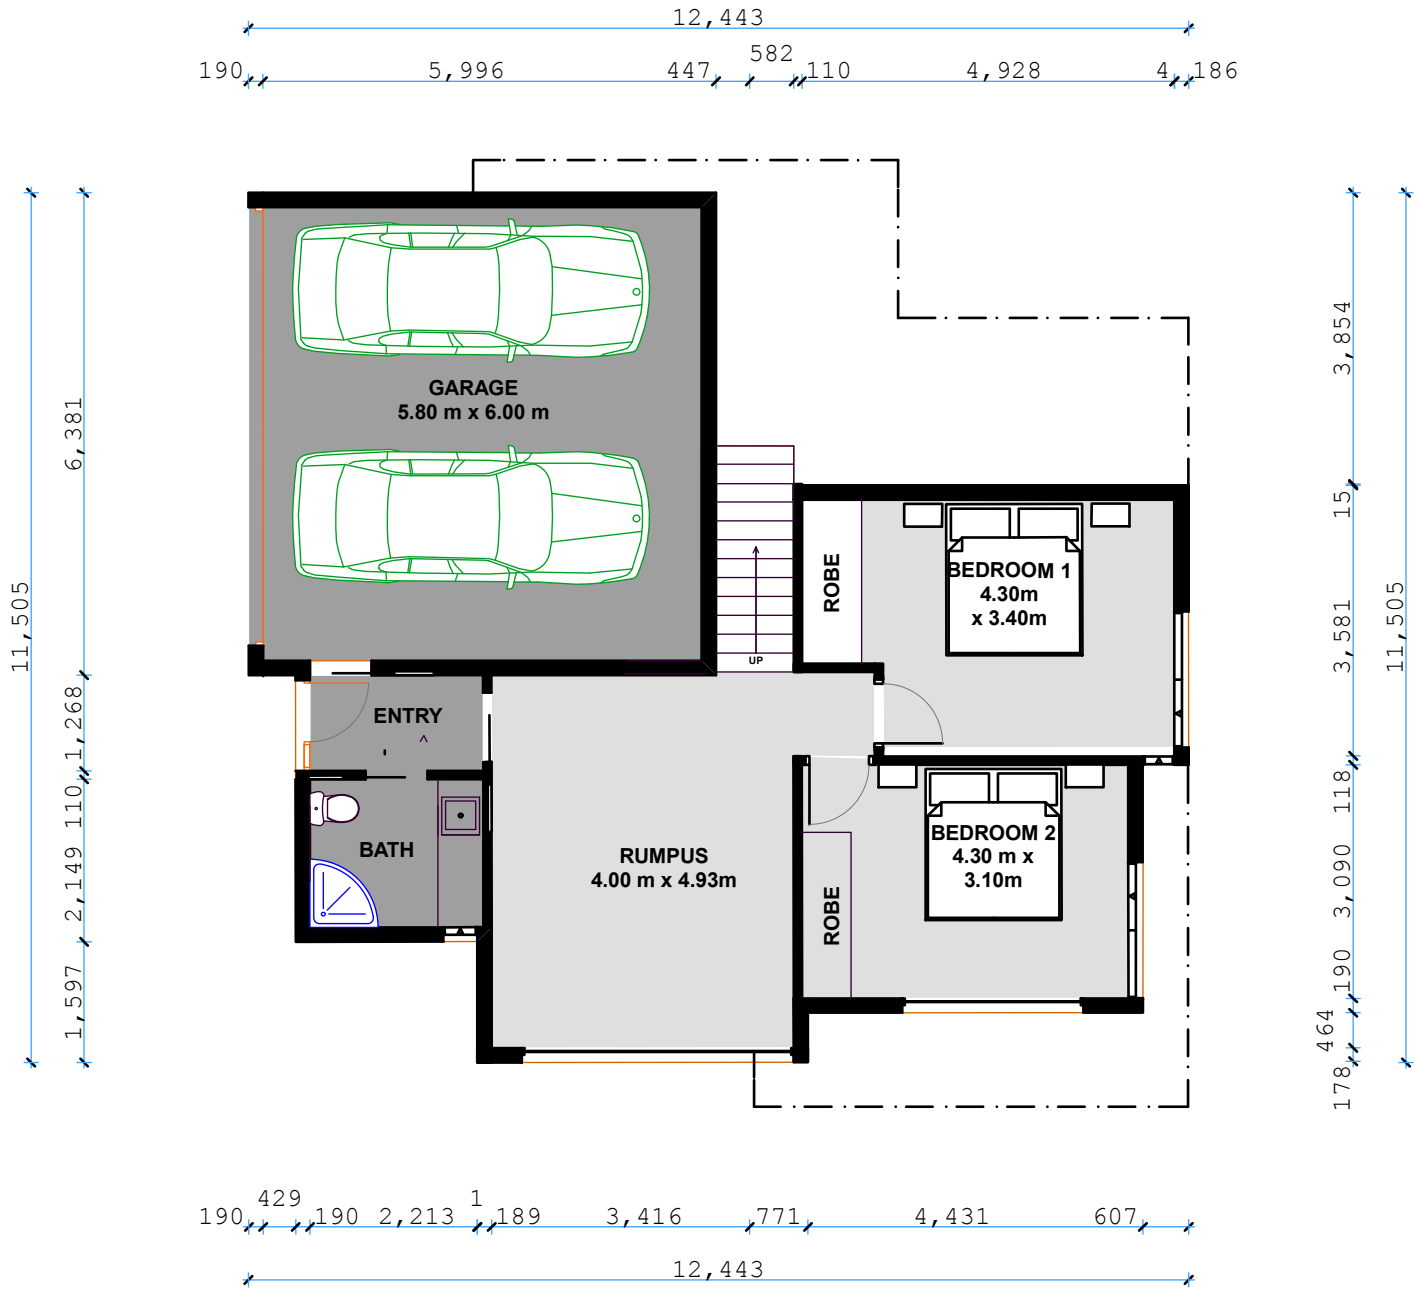 12,443
582
190
5,996
447
110
4,928
4
186
GARAGE
5.80 m x 6.00 m
11,505
6,381
1,268
110
2,149
1,597
3,854
15
3,581
118
3,090
190
464
178
11,505
UP
ROBE
BEDROOM 1
4.30m
x 3.40m
ENTRY
BATH
RUMPUS
4.00 m x 4.93m
BEDROOM 2
4.30 m x
3.10m
ROBE
429
1
190
190
2,213
189
3,416
771
4,431
607
12,443